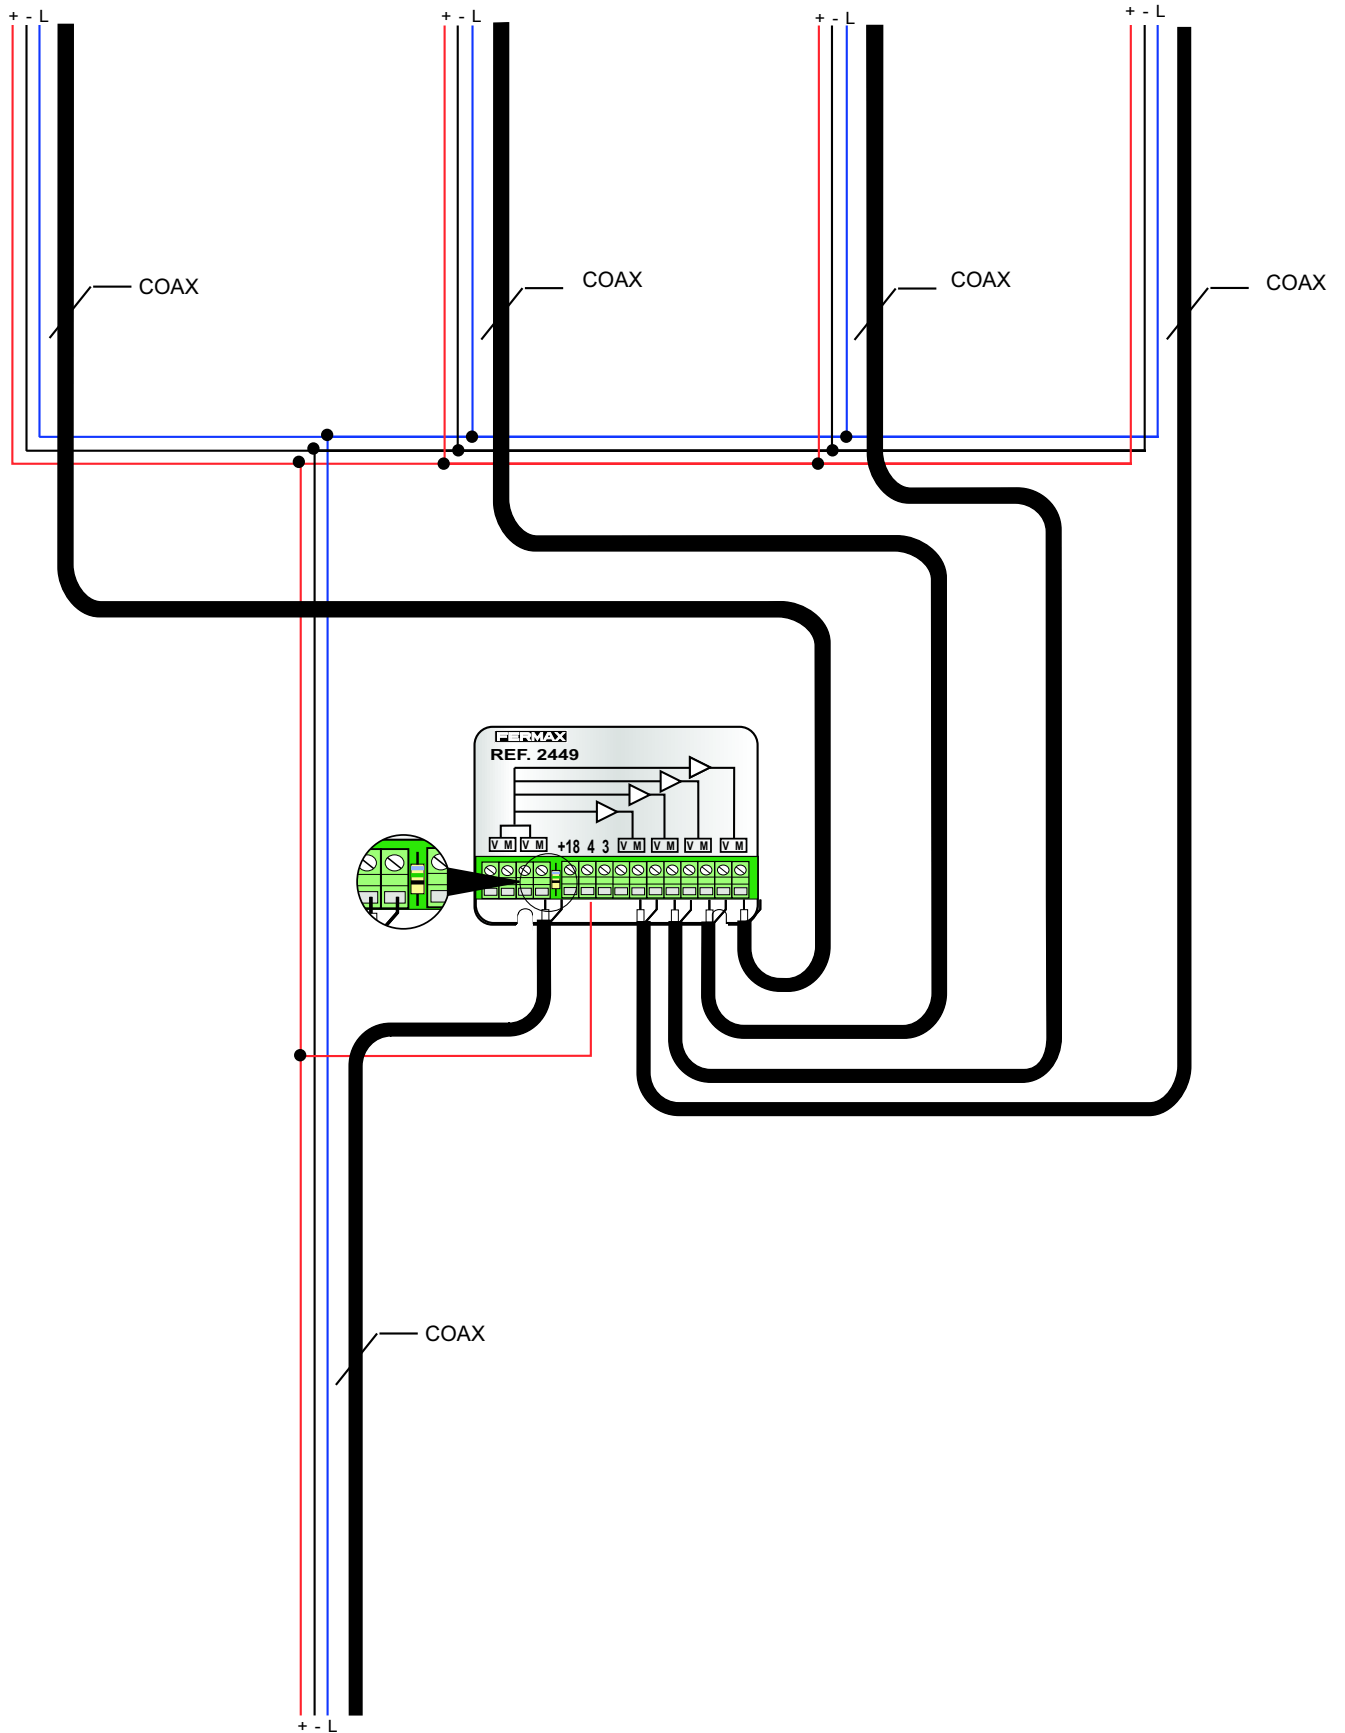 + - L
+ - L
+ - L
+ - L
COAX
COAX
COAX
COAX
FERMAX
REF. 2449
V M V M +18 4 3 V M V M V M V M
COAX
+ - L